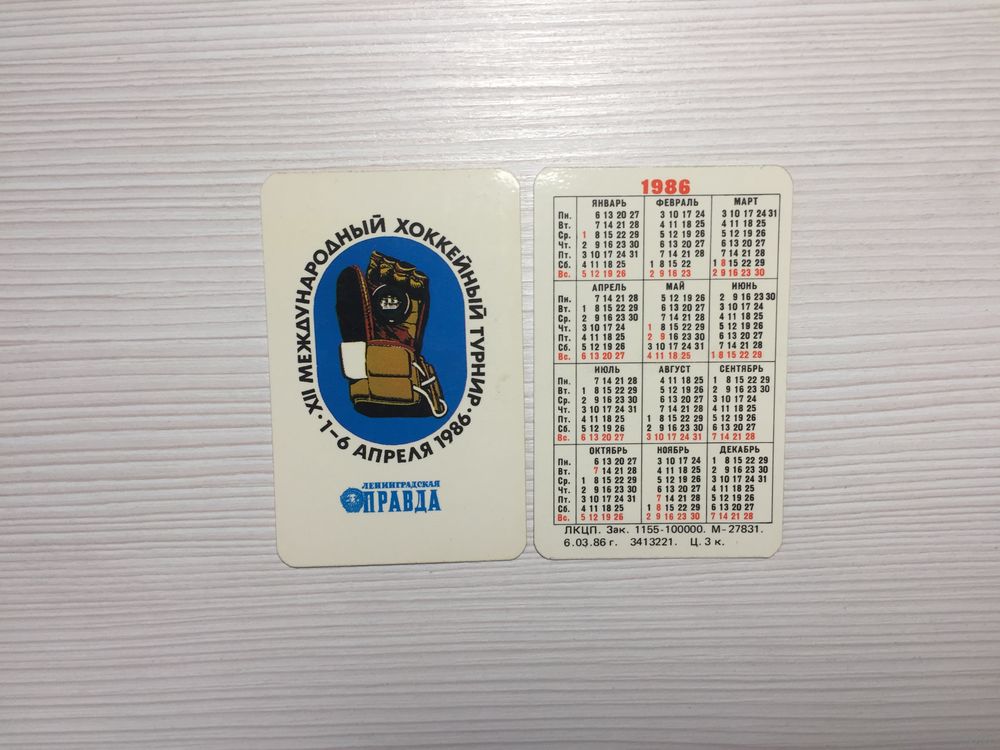 XII МЕЖДУНАРОДНЫЙ ХОККЕЙНЫЙ ТУРНИР·
·1-6 АПРЕЛЯ 1986
ЛЕНИНГРАДСКАЯ
ПРАВДА
1986
ЯНВАРЬ ФЕВРАЛЬ МАРТ
Пн. 6 13 20 27 3 10 17 24 3 10 17 24 31
Вт. 7 14 21 28 4 11 18 25 4 11 18 25
Ср. 1 8 15 22 29 5 12 19 26 5 12 19 26
Чт. 2 9 16 23 30 6 13 20 27 6 13 20 27
Пт. 3 10 17 24 31 7 14 21 28 7 14 21 28
Сб. 4 11 18 25 1 8 15 22 1 8 15 22 29
Вс. 5 12 19 26 2 9 16 23 2 9 16 23 30
АПРЕЛЬ МАЙ ИЮНЬ
Пн. 7 14 21 28 5 12 19 26 2 9 16 23 30
Вт. 1 8 15 22 29 6 13 20 27 3 10 17 24
Ср. 2 9 16 23 30 7 14 21 28 4 11 18 25
Чт. 3 10 17 24 1 8 15 22 29 5 12 19 26
Пт. 4 11 18 25 2 9 16 23 30 6 13 20 27
Сб. 5 12 19 26 3 10 17 24 31 7 14 21 28
Вс. 6 13 20 27 4 11 18 25 1 8 15 22 29
ИЮЛЬ АВГУСТ СЕНТЯБРЬ
Пн. 7 14 21 28 4 11 18 25 1 8 15 22 29
Вт. 1 8 15 22 29 5 12 19 26 2 9 16 23 30
Ср. 2 9 16 23 30 6 13 20 27 3 10 17 24
Чт. 3 10 17 24 31 7 14 21 28 4 11 18 25
Пт. 4 11 18 25 1 8 15 22 29 5 12 19 26
Сб. 5 12 19 26 2 9 16 23 30 6 13 20 27
Вс. 6 13 20 27 3 10 17 24 31 7 14 21 28
ОКТЯБРЬ НОЯБРЬ ДЕКАБРЬ
Пн. 6 13 20 27 3 10 17 24 1 8 15 22 29
Вт. 7 14 21 28 4 11 18 25 2 9 16 23 30
Ср. 1 8 15 22 29 5 12 19 26 3 10 17 24 31
Чт. 2 9 16 23 30 6 13 20 27 4 11 18 25
Пт. 3 10 17 24 31 7 14 21 28 5 12 19 26
Сб. 4 11 18 25 1 8 15 22 29 6 13 20 27
Вс. 5 12 19 26 2 9 16 23 30 7 14 21 28
ЛКЦП. Зак. 1155-100000. М-27831.
6.03.86 г. 3413221. Ц. 3 к.